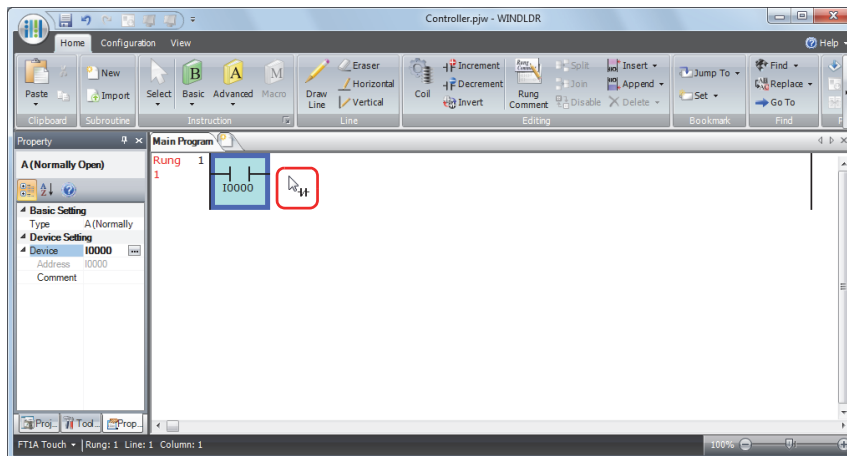 Controller.pjw - WINDLDR
Home Configuration View Help
Paste New Import Select Basic Advanced Macro Draw Line Eraser Horizontal Vertical Coil Increment Decrement Invert Rung Comment Split Join Disable Insert Append Delete Jump To Set Find Replace Go To
B A M
Clipboard Subroutine Instruction Line Editing Bookmark Find F
Property Main Program
A (Normally Open)
Rung 1
1
I0000
Basic Setting
Type A (Normally
Device Setting
Device I0000 ...
Address I0000
Comment
Proj... Tool... Prop...
FT1A Touch Rung: 1 Line: 1 Column: 1 100%